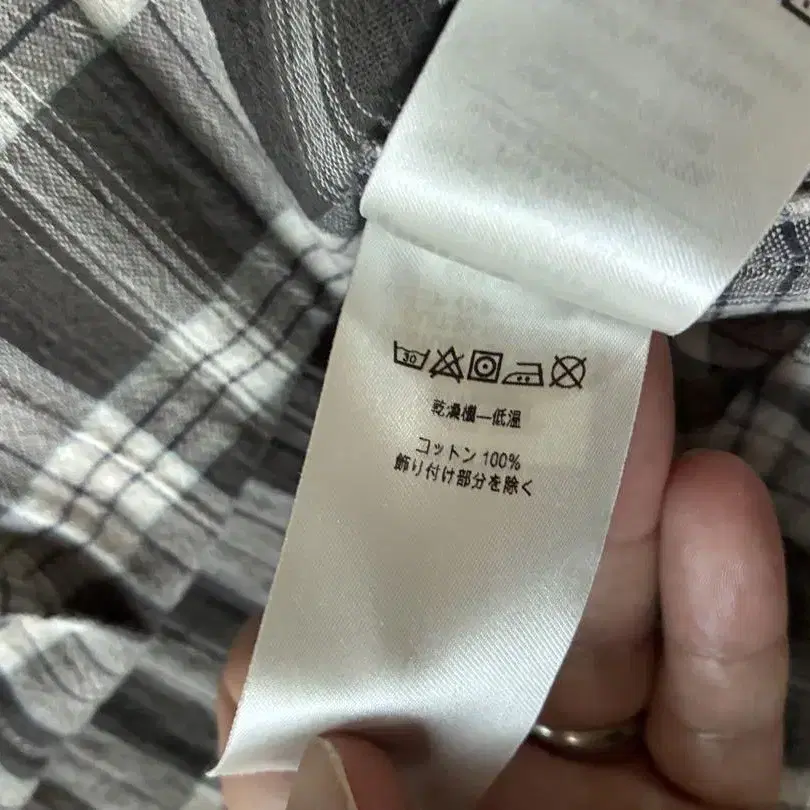 30
乾燥機—低温
コットン 100%
飾り付け部分を除く